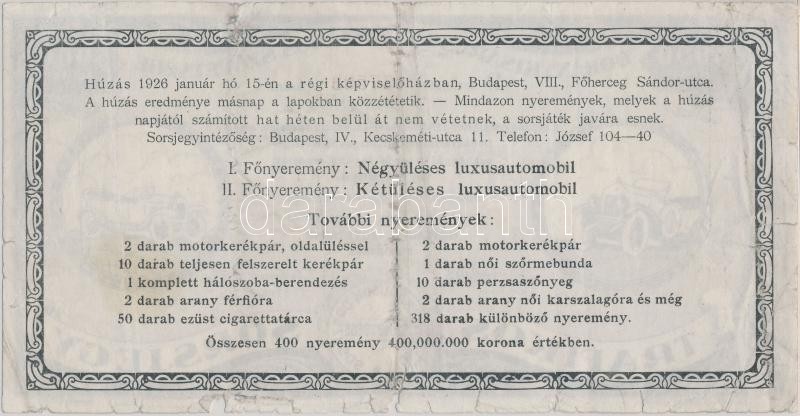 Húzás 1926 január hó 15-én a régi képviselőházban, Budapest, VIII., Főherceg Sándor-utca.
A húzás eredménye másnap a lapokban közzététetik. — Mindazon nyeremények, melyek a húzás
napjától számított hat héten belül át nem vétetnek, a sorsjáték javára esnek.
Sorsjegyintézőség: Budapest, IV., Kecskeméti-utca 11. Telefon: József 104—40
I. Főnyeremény: Négyüléses luxusautomobil
II. Főnyeremény: Kétüléses luxusautomobil
darabanth
További nyeremények:
2 darab motorkerékpár, oldalüléssel
10 darab teljesen felszerelt kerékpár
1 komplett hálószoba-berendezés
2 darab arany férfióra
50 darab ezüst cigarettatárca
2 darab motorkerékpár
1 darab női szőrmebunda
10 darab perzsaszőnyeg
2 darab arany női karszalagóra és még
318 darab különböző nyeremény.
Összesen 400 nyeremény 400,000.000 korona értékben.